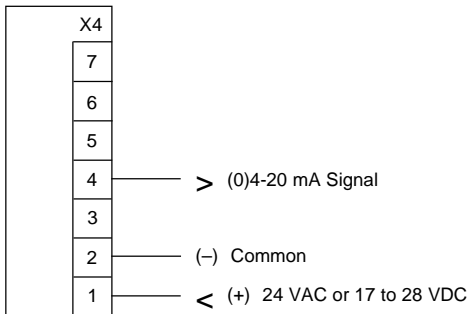 X4
7
6
5
4 > (0)4-20 mA Signal
3
2 (–) Common
1 < (+) 24 VAC or 17 to 28 VDC